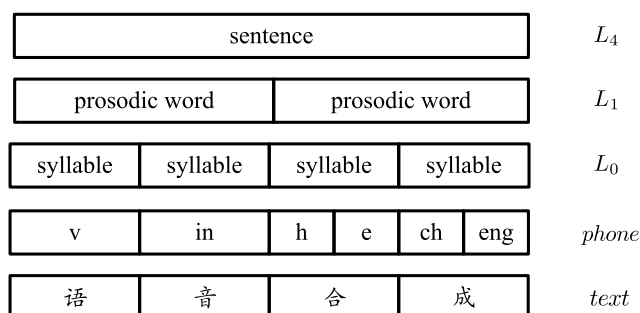 sentence L₄
prosodic word prosodic word L₁
syllable syllable syllable syllable L₀
v in h e ch eng phone
语 音 合 成 text